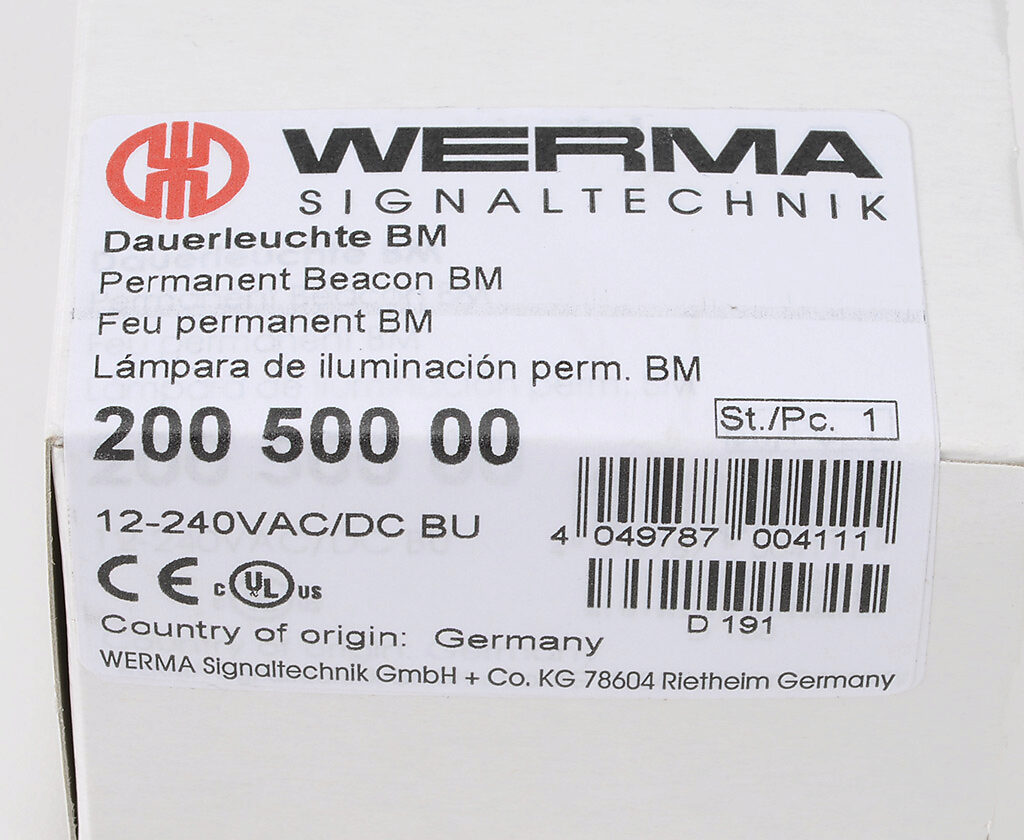 WERMA
SIGNALTECHNIK
Dauerleuchte BM
Permanent Beacon BM
Feu permanent BM
Lámpara de iluminación perm. BM
200 500 00
St./Pc. 1
12-240VAC/DC BU
4 049787 004111
CE c UL US
D 191
Country of origin: Germany
WERMA Signaltechnik GmbH + Co. KG 78604 Rietheim Germany